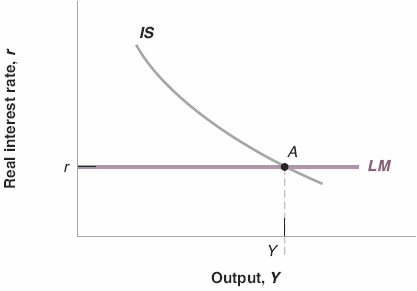 IS
Real interest rate, r
A
r
LM
Y
Output, Y